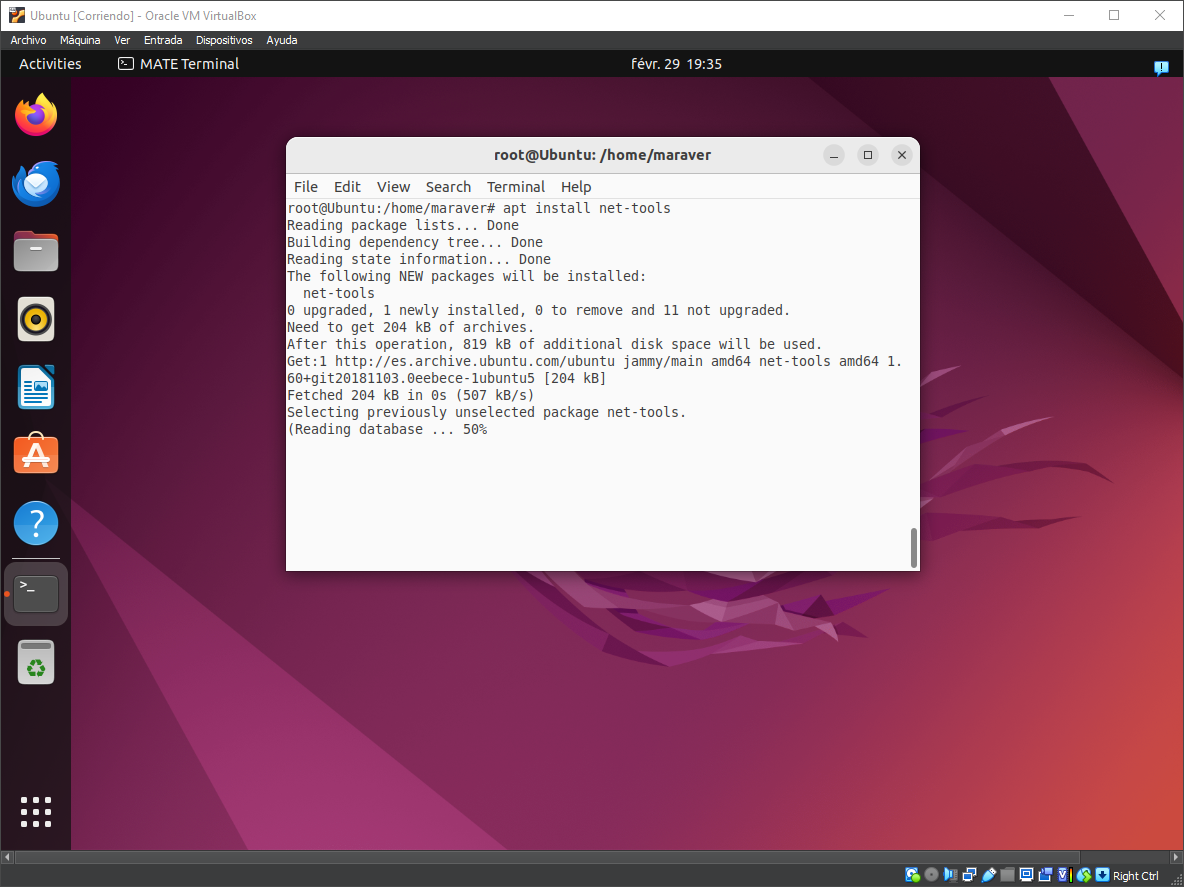 Ubuntu [Corriendo] - Oracle VM VirtualBox
Archivo Máquina Ver Entrada Dispositivos Ayuda
Activities MATE Terminal févr. 29 19:35
root@Ubuntu: /home/maraver
File Edit View Search Terminal Help
root@Ubuntu:/home/maraver# apt install net-tools
Reading package lists... Done
Building dependency tree... Done
Reading state information... Done
The following NEW packages will be installed:
  net-tools
0 upgraded, 1 newly installed, 0 to remove and 11 not upgraded.
Need to get 204 kB of archives.
After this operation, 819 kB of additional disk space will be used.
Get:1 http://es.archive.ubuntu.com/ubuntu jammy/main amd64 net-tools amd64 1.
60+git20181103.0eebece-1ubuntu5 [204 kB]
Fetched 204 kB in 0s (507 kB/s)
Selecting previously unselected package net-tools.
(Reading database ... 50%
Right Ctrl